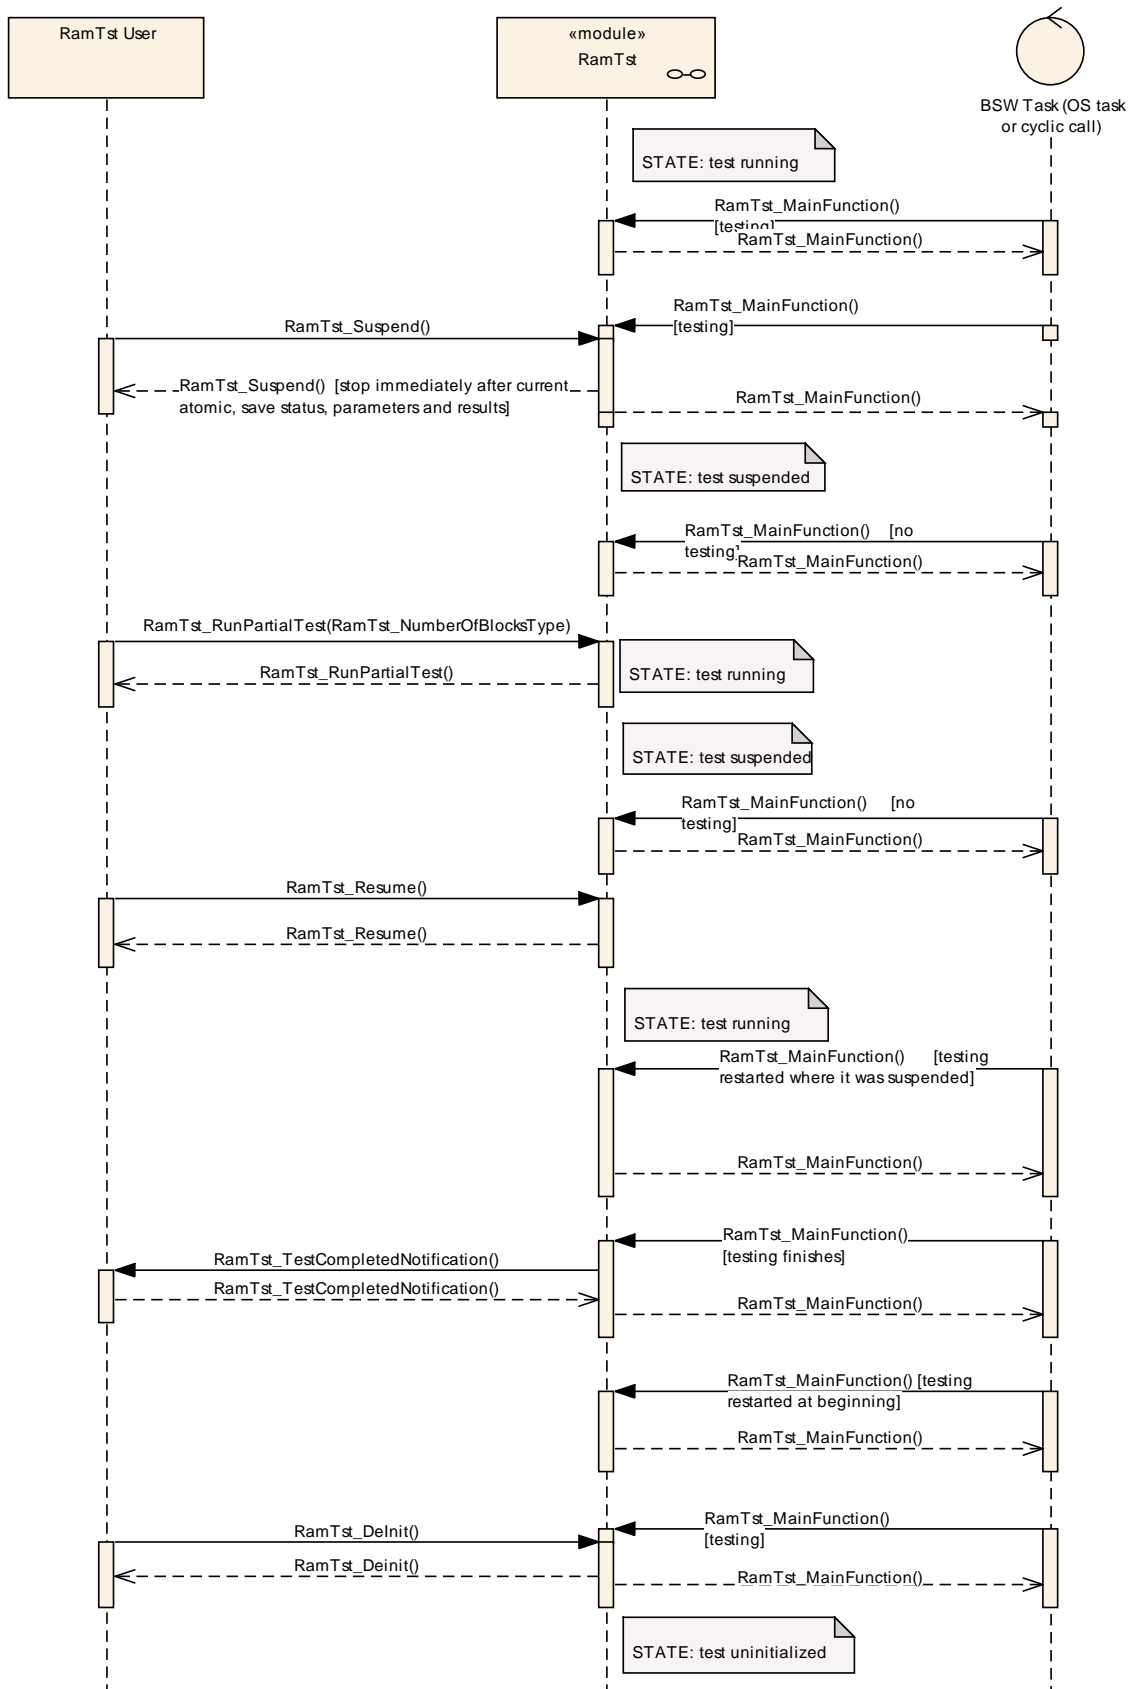 RamTst User
«module»
RamTst
BSW Task (OS task
or cyclic call)
STATE: test running
RamTst_MainFunction()
[testing]
RamTst_MainFunction()
RamTst_MainFunction()
[testing]
RamTst_Suspend()
RamTst_Suspend() [stop immediately after current
atomic, save status, parameters and results]
RamTst_MainFunction()
STATE: test suspended
RamTst_MainFunction() [no
testing]
RamTst_MainFunction()
RamTst_RunPartialTest(RamTst_NumberOfBlocksType)
RamTst_RunPartialTest()
STATE: test running
STATE: test suspended
RamTst_MainFunction() [no
testing]
RamTst_MainFunction()
RamTst_Resume()
RamTst_Resume()
STATE: test running
RamTst_MainFunction() [testing
restarted where it was suspended]
RamTst_MainFunction()
RamTst_MainFunction()
[testing finishes]
RamTst_TestCompletedNotification()
RamTst_TestCompletedNotification()
RamTst_MainFunction()
RamTst_MainFunction() [testing
restarted at beginning]
RamTst_MainFunction()
RamTst_MainFunction()
[testing]
RamTst_DeInit()
RamTst_Deinit()
RamTst_MainFunction()
STATE: test uninitialized